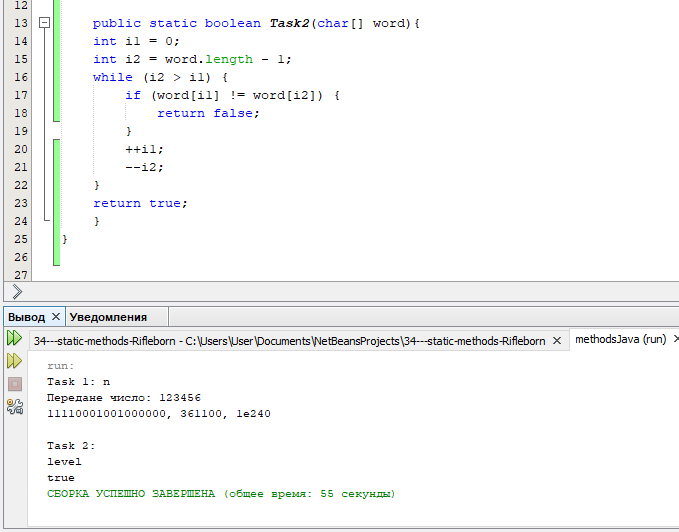 12
13 public static boolean Task2(char[] word){
14 int i1 = 0;
15 int i2 = word.length - 1;
16 while (i2 > i1) {
17 if (word[i1] != word[i2]) {
18 return false;
19 }
20 ++i1;
21 --i2;
22 }
23 return true;
24 }
25 }
26
27
Вывод × Уведомления
34---static-methods-Rifleborn - C:\Users\User\Documents\NetBeansProjects\34---static-methods-Rifleborn × methodsJava (run) ×
run:
Task 1: n
Передане число: 123456
11110001001000000, 361100, 1e240
Task 2:
level
true
СБОРКА УСПЕШНО ЗАВЕРШЕНА (общее время: 55 секунды)